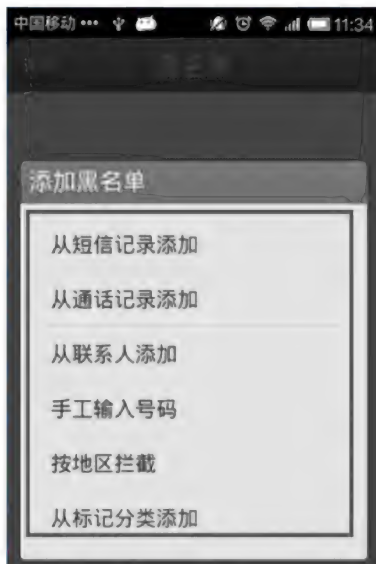 中国移动 ••• 11:34
添加黑名单
从短信记录添加
从通话记录添加
从联系人添加
手工输入号码
按地区拦截
从标记分类添加